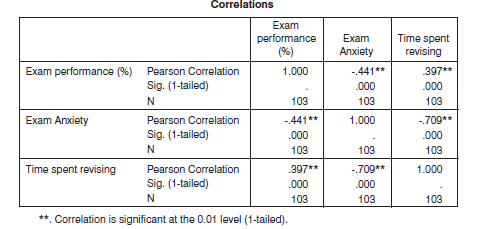 Correlations
Exam performance (%) Exam Anxiety Time spent revising
Exam performance (%) Pearson Correlation 1.000 -.441** .397**
Sig. (1-tailed) . .000 .000
N 103 103 103
Exam Anxiety Pearson Correlation -.441** 1.000 -.709**
Sig. (1-tailed) .000 . .000
N 103 103 103
Time spent revising Pearson Correlation .397** -.709** 1.000
Sig. (1-tailed) .000 .000 .
N 103 103 103
**. Correlation is significant at the 0.01 level (1-tailed).